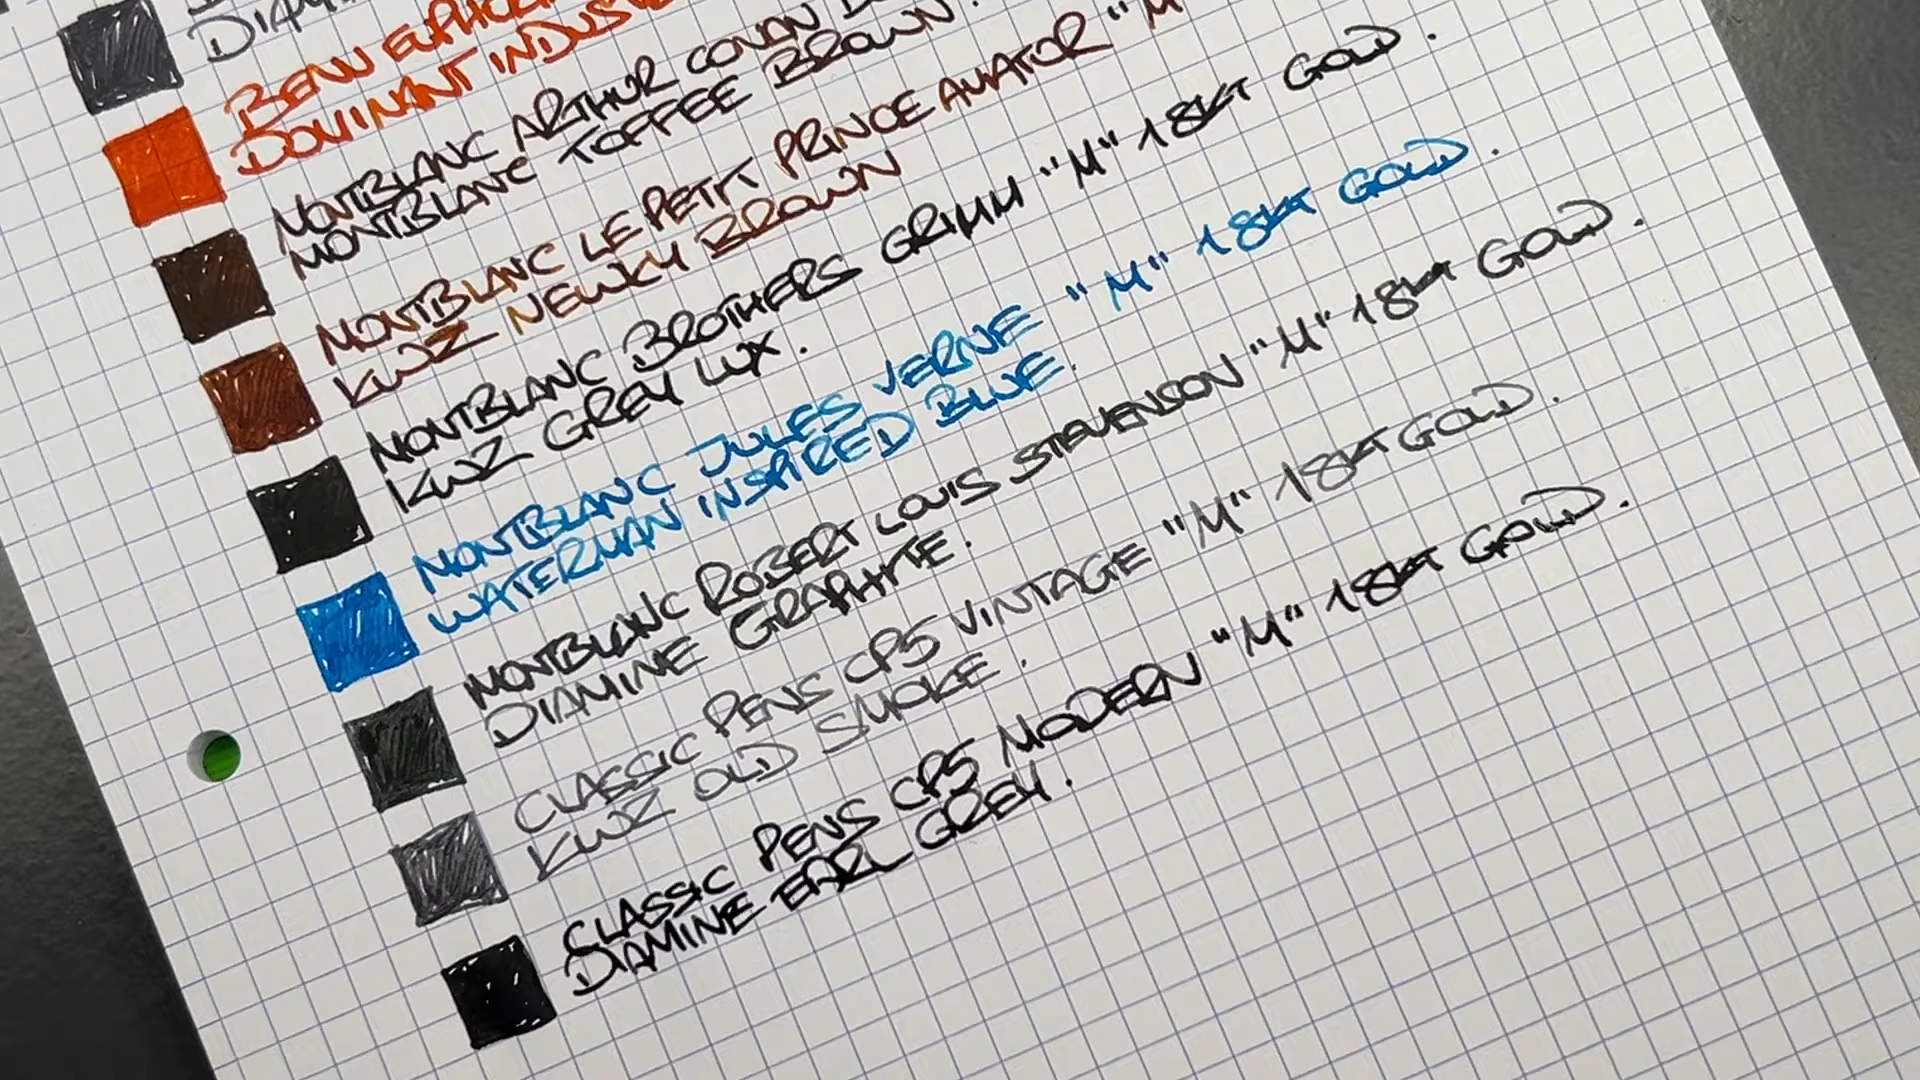 BENU EUPHORIA
DOMINANT INDUSTRY
MONTBLANC ARTHUR CONAN
MONTBLANC TOFFEE BROWN.
MONTBLANC LE PETIT PRINCE AVIATOR "M"
KWZ NEWKY BROWN
MONTBLANC BROTHERS GRIMM "M" 18KT GOLD.
KWZ GREY LUX.
MONTBLANC JULES VERNE "M" 18KT GOLD.
WATERMAN INSPIRED BLUE.
MONTBLANC ROBERT LOUIS STEVENSON "M" 18KT GOLD.
DIAMINE GRAPHITE.
CLASSIC PENS CP5 VINTAGE "M" 18KT GOLD.
KWZ OLD SMOKE.
CLASSIC PENS CP5 MODERN "M" 18KT GOLD.
DIAMINE EARL GREY.